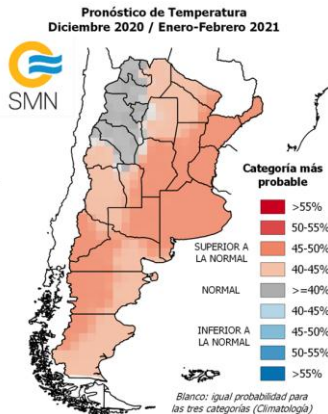 Pronóstico de Temperatura
Diciembre 2020 / Enero-Febrero 2021
SMN
Categoría más
probable
>55%
50-55%
SUPERIOR A
LA NORMAL
45-50%
40-45%
NORMAL
>=40%
INFERIOR A
LA NORMAL
40-45%
45-50%
50-55%
>55%
Blanco: igual probabilidad para
las tres categorías (Climatología)